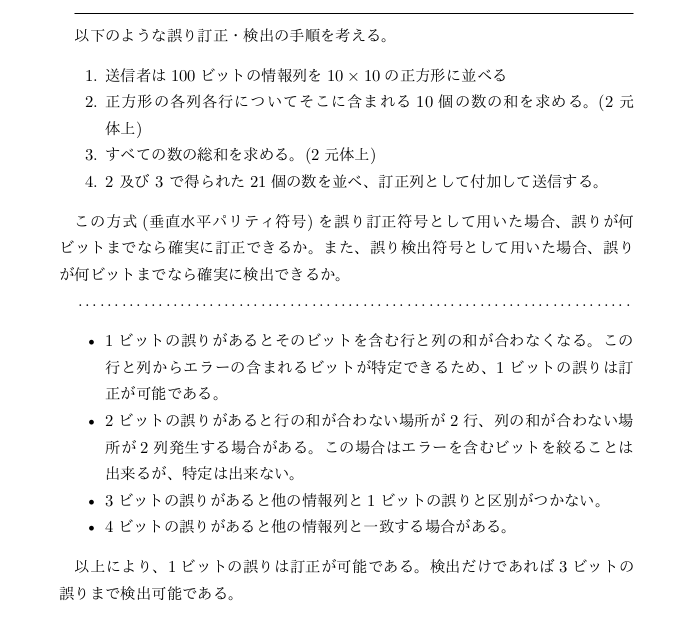 以下のような誤り訂正・検出の手順を考える。
1. 送信者は 100 ビットの情報列を 10 × 10 の正方形に並べる
2. 正方形の各列各行についてそこに含まれる 10 個の数の和を求める。(2 元
体上)
3. すべての数の総和を求める。(2 元体上)
4. 2 及び 3 で得られた 21 個の数を並べ、訂正列として付加して送信する。
この方式 (垂直水平パリティ符号) を誤り訂正符号として用いた場合、誤りが何
ビットまでなら確実に訂正できるか。また、誤り検出符号として用いた場合、誤り
が何ビットまでなら確実に検出できるか。
• 1 ビットの誤りがあるとそのビットを含む行と列の和が合わなくなる。この
行と列からエラーの含まれるビットが特定できるため、1 ビットの誤りは訂
正が可能である。
• 2 ビットの誤りがあると行の和が合わない場所が 2 行、列の和が合わない場
所が 2 列発生する場合がある。この場合はエラーを含むビットを絞ることは
出来るが、特定は出来ない。
• 3 ビットの誤りがあると他の情報列と 1 ビットの誤りと区別がつかない。
• 4 ビットの誤りがあると他の情報列と一致する場合がある。
以上により、1 ビットの誤りは訂正が可能である。検出だけであれば 3 ビットの
誤りまで検出可能である。